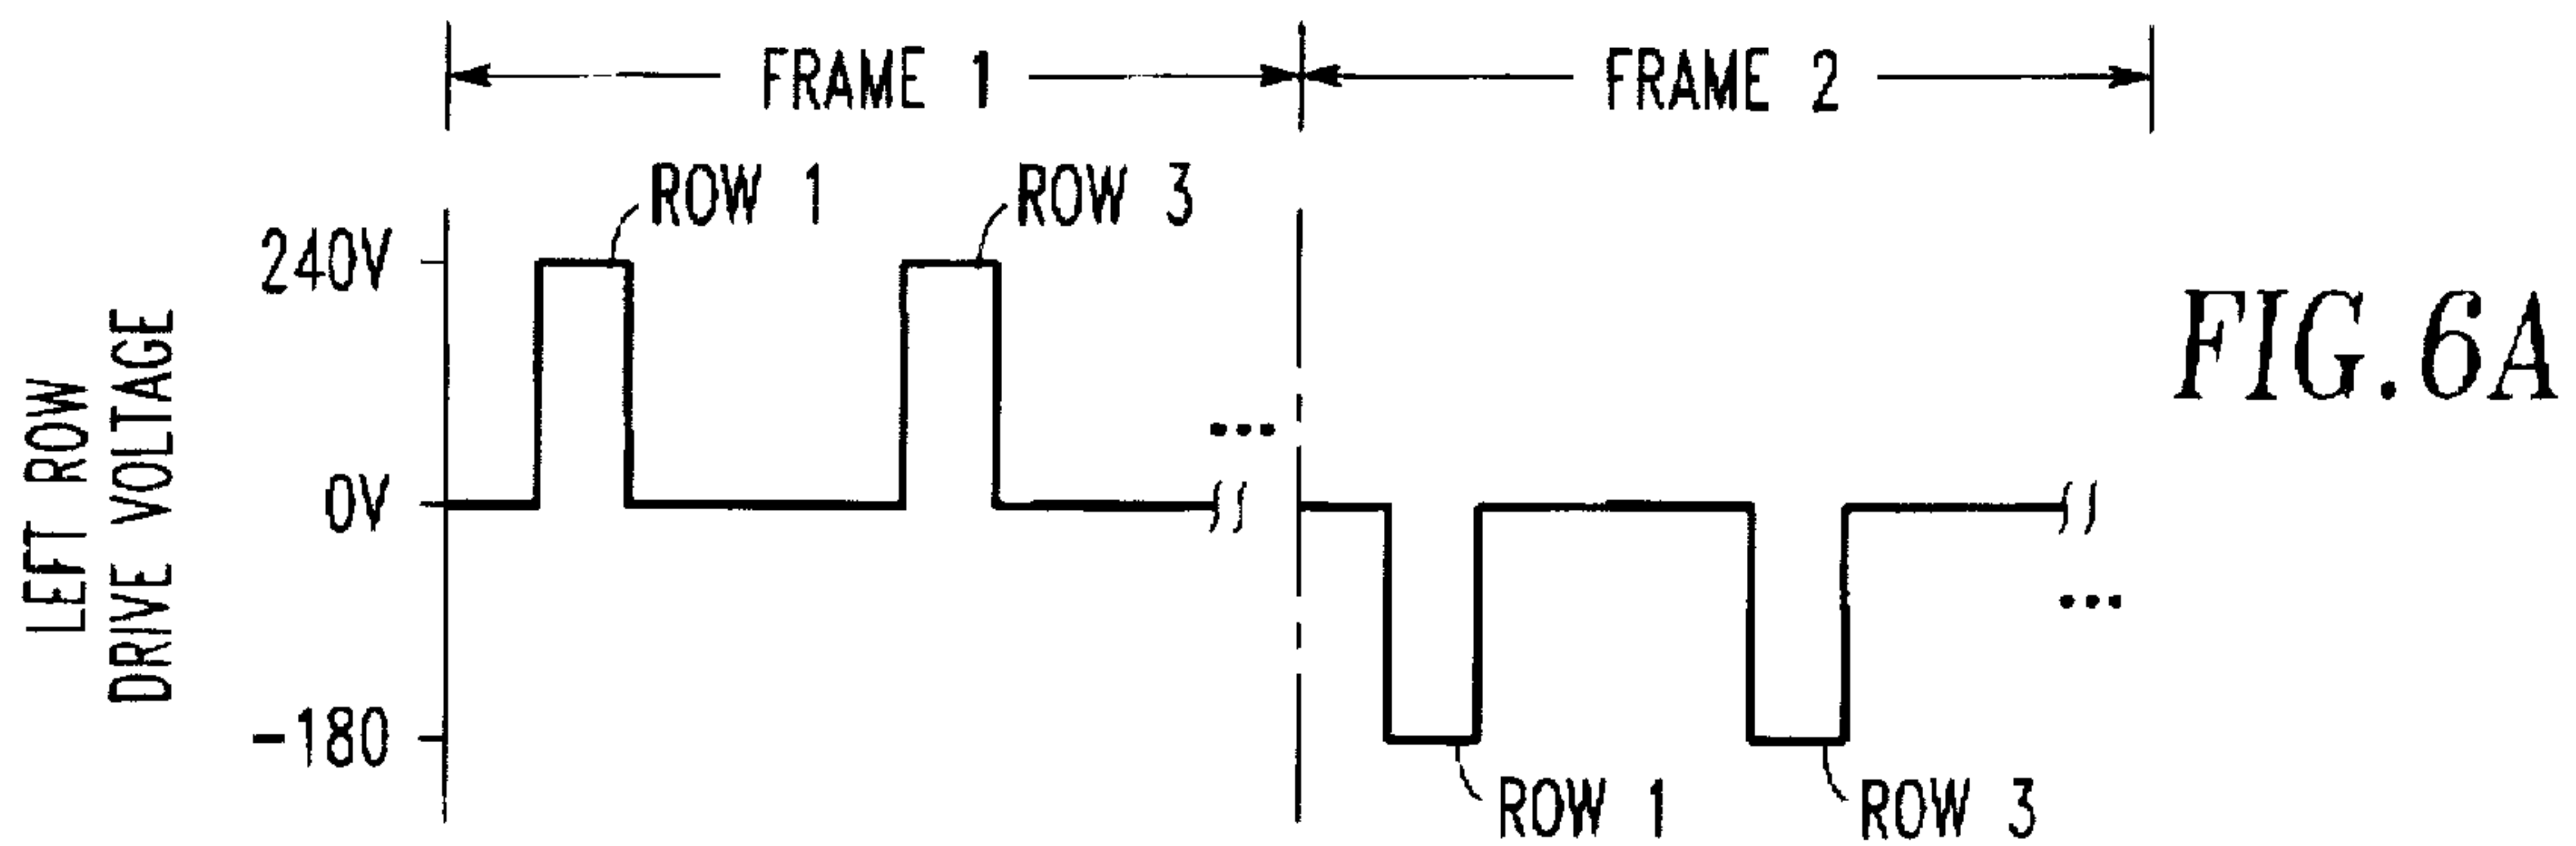 FRAME 1
FRAME 2
ROW 1
ROW 3
240V
0V
-180
LEFT ROW
DRIVE VOLTAGE
...
...
ROW 1
ROW 3
FIG. 6A